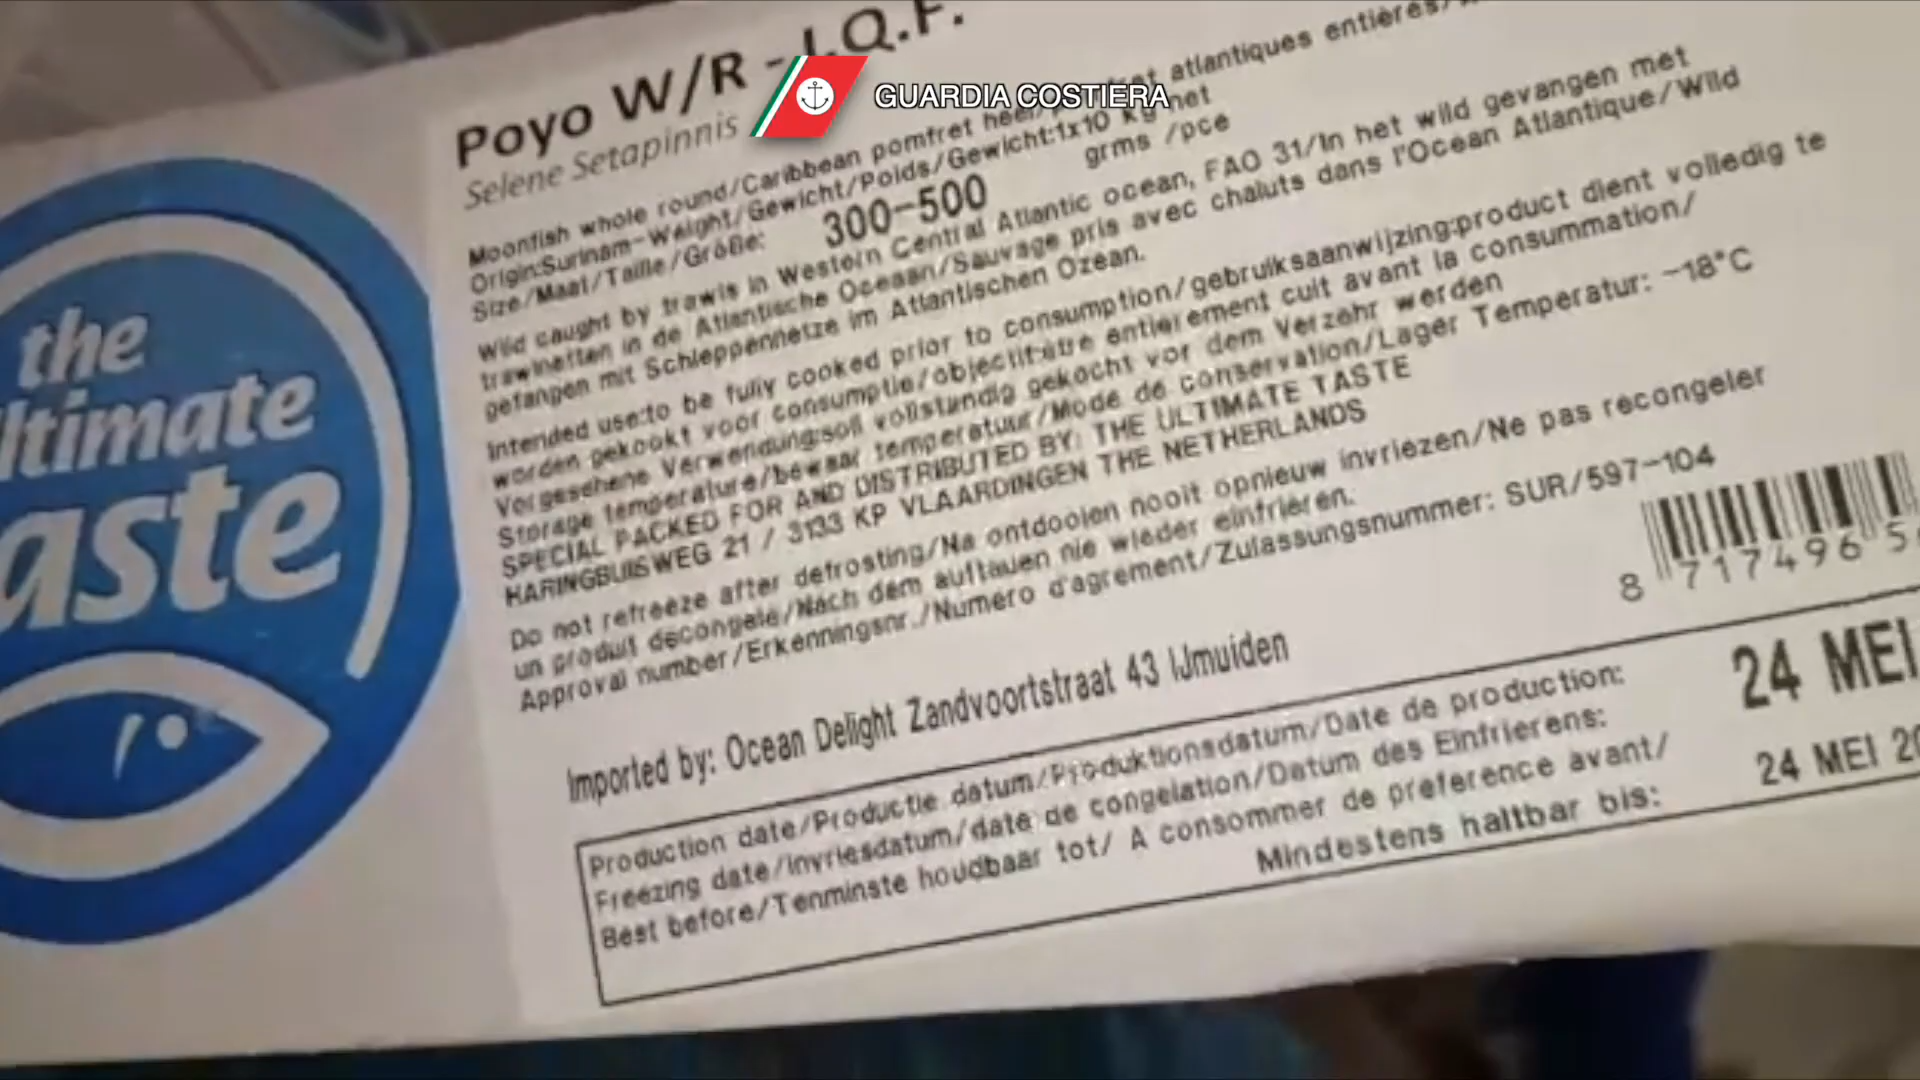 the
ltimate
aste
Poyo W/R - I.Q.F.
GUARDIA COSTIERA
Selene Setapinnis
Moonfish whole round/Caribbean pomfret atlantiques entières/
Origin:Surinam-Weight/Gewicht/Poids/Gewicht:1x10 kg net
Size/Maat/Taille/Größe: 300-500 grms /pce
Wild caught by trawls in Western Central Atlantic ocean, FAO 31/In het wild gevangen met
trawlnetten in de Atlantische Oceaan/Sauvage pris avec chaluts dans l'Ocean Atlantique/Wild
gefangen mit Schleppennetze im Atlantischen Ozean.
Intended use:to be fully cooked prior to consumption/gebruiksaanwijzing:product dient volledig te
worden gekookt voor consumptie/objectif:etre entierement cuit avant la consummation/
Vorgesehene Verwendung:soll vollstandig gekocht vor dem Verzehr werden
Storage temperature/bewaar temperatuur/Mode de conservation/Lager Temperatur: -18°C
SPECIAL PACKED FOR AND DISTRIBUTED BY: THE ULTIMATE TASTE
HARINGBUISWEG 21 / 3133 KP VLAARDINGEN THE NETHERLANDS
Do not refreeze after defrosting/Na ontdooien nooit opnieuw invriezen/Ne pas recongeler
un produit decongele/Nach dem auftauen nie wieder einfrieren.
Approval number/Erkenningsnr./Numero d'agrement/Zulassungsnummer: SUR/597-104
8 717496 5
Imported by: Ocean Delight Zandvoortstraat 43 IJmuiden
Production date/Productie datum/Produktionsdatum/Date de production: 24 MEI
Freezing date/Invriesdatum/date de congelation/Datum des Einfrierens: 24 MEI 20
Best before/Tenminste houdbaar tot/ A consommer de preference avant/
Mindestens haltbar bis: